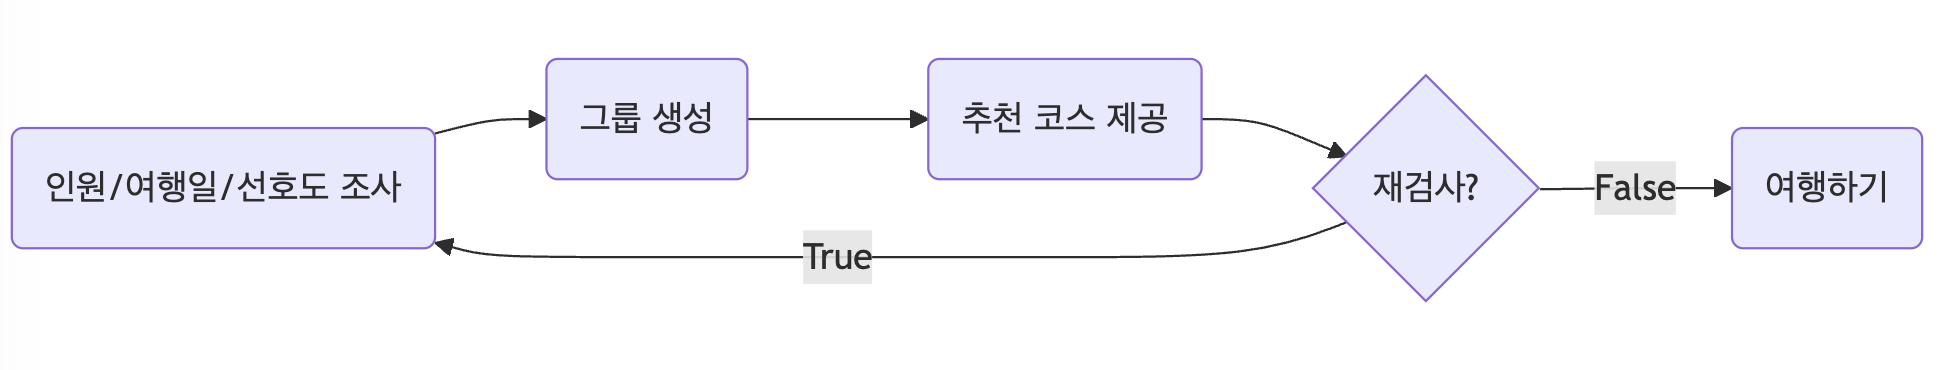 인원/여행일/선호도 조사
그룹 생성
추천 코스 제공
재검사?
True
False
여행하기